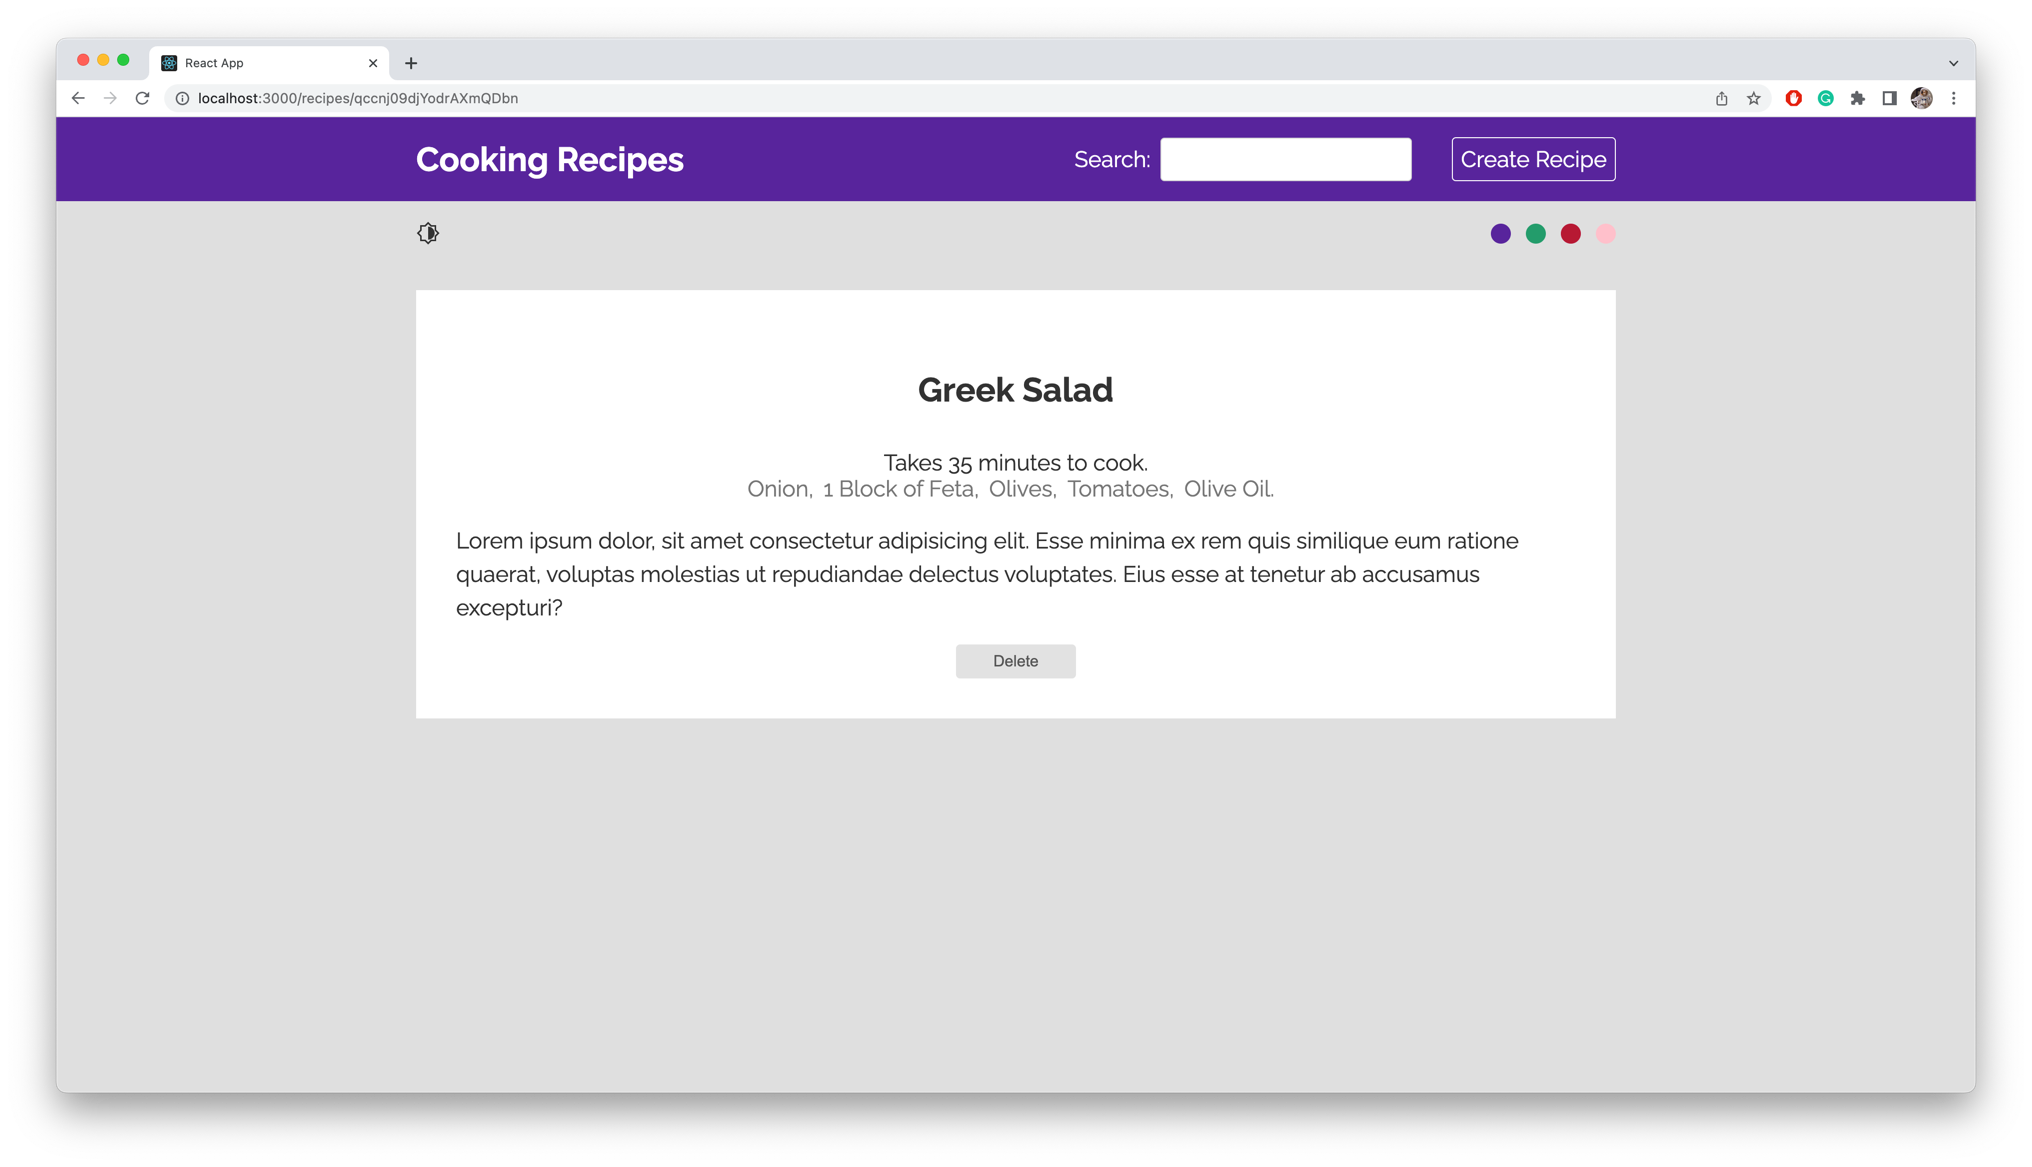 React App
localhost:3000/recipes/qccnj09djYodrAXmQDbn
Cooking Recipes
Search:
Create Recipe
Greek Salad
Takes 35 minutes to cook.
Onion, 1 Block of Feta, Olives, Tomatoes, Olive Oil.
Lorem ipsum dolor, sit amet consectetur adipisicing elit. Esse minima ex rem quis similique eum ratione
quaerat, voluptas molestias ut repudiandae delectus voluptates. Eius esse at tenetur ab accusamus
excepturi?
Delete